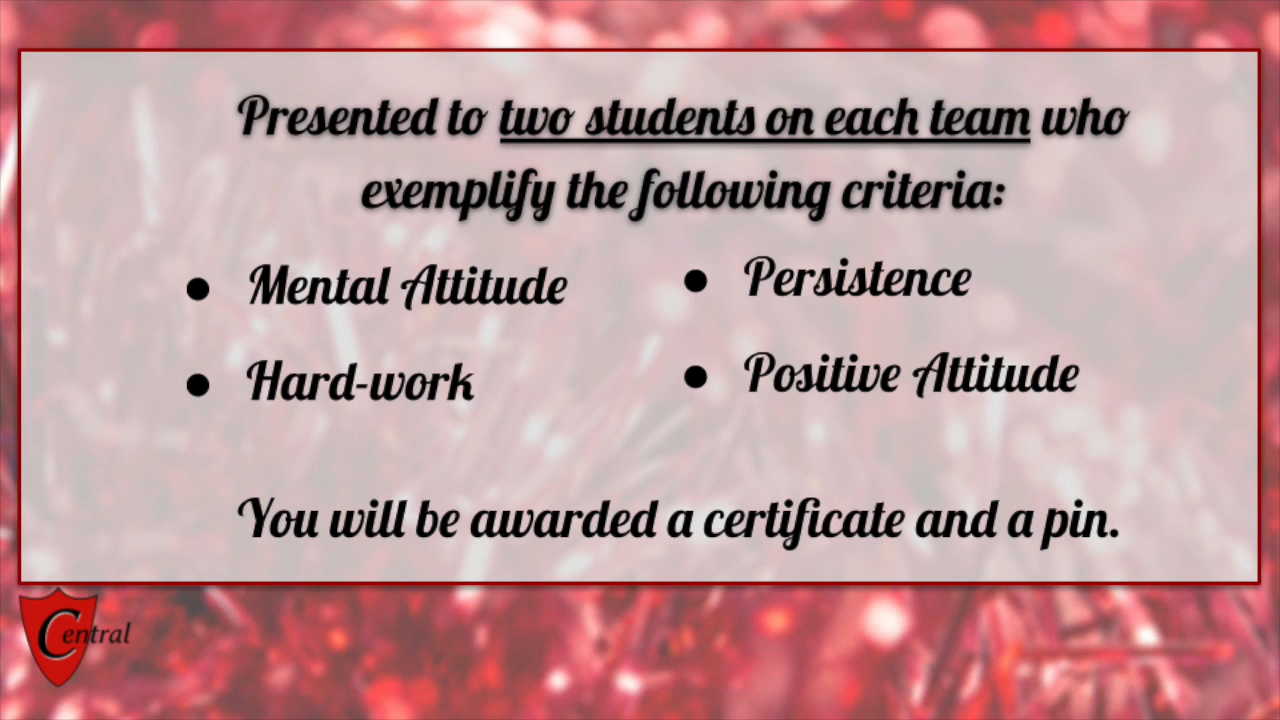 Presented to two students on each team who
exemplify the following criteria:
● Mental Attitude
● Hard-work
● Persistence
● Positive Attitude
You will be awarded a certificate and a pin.
Central